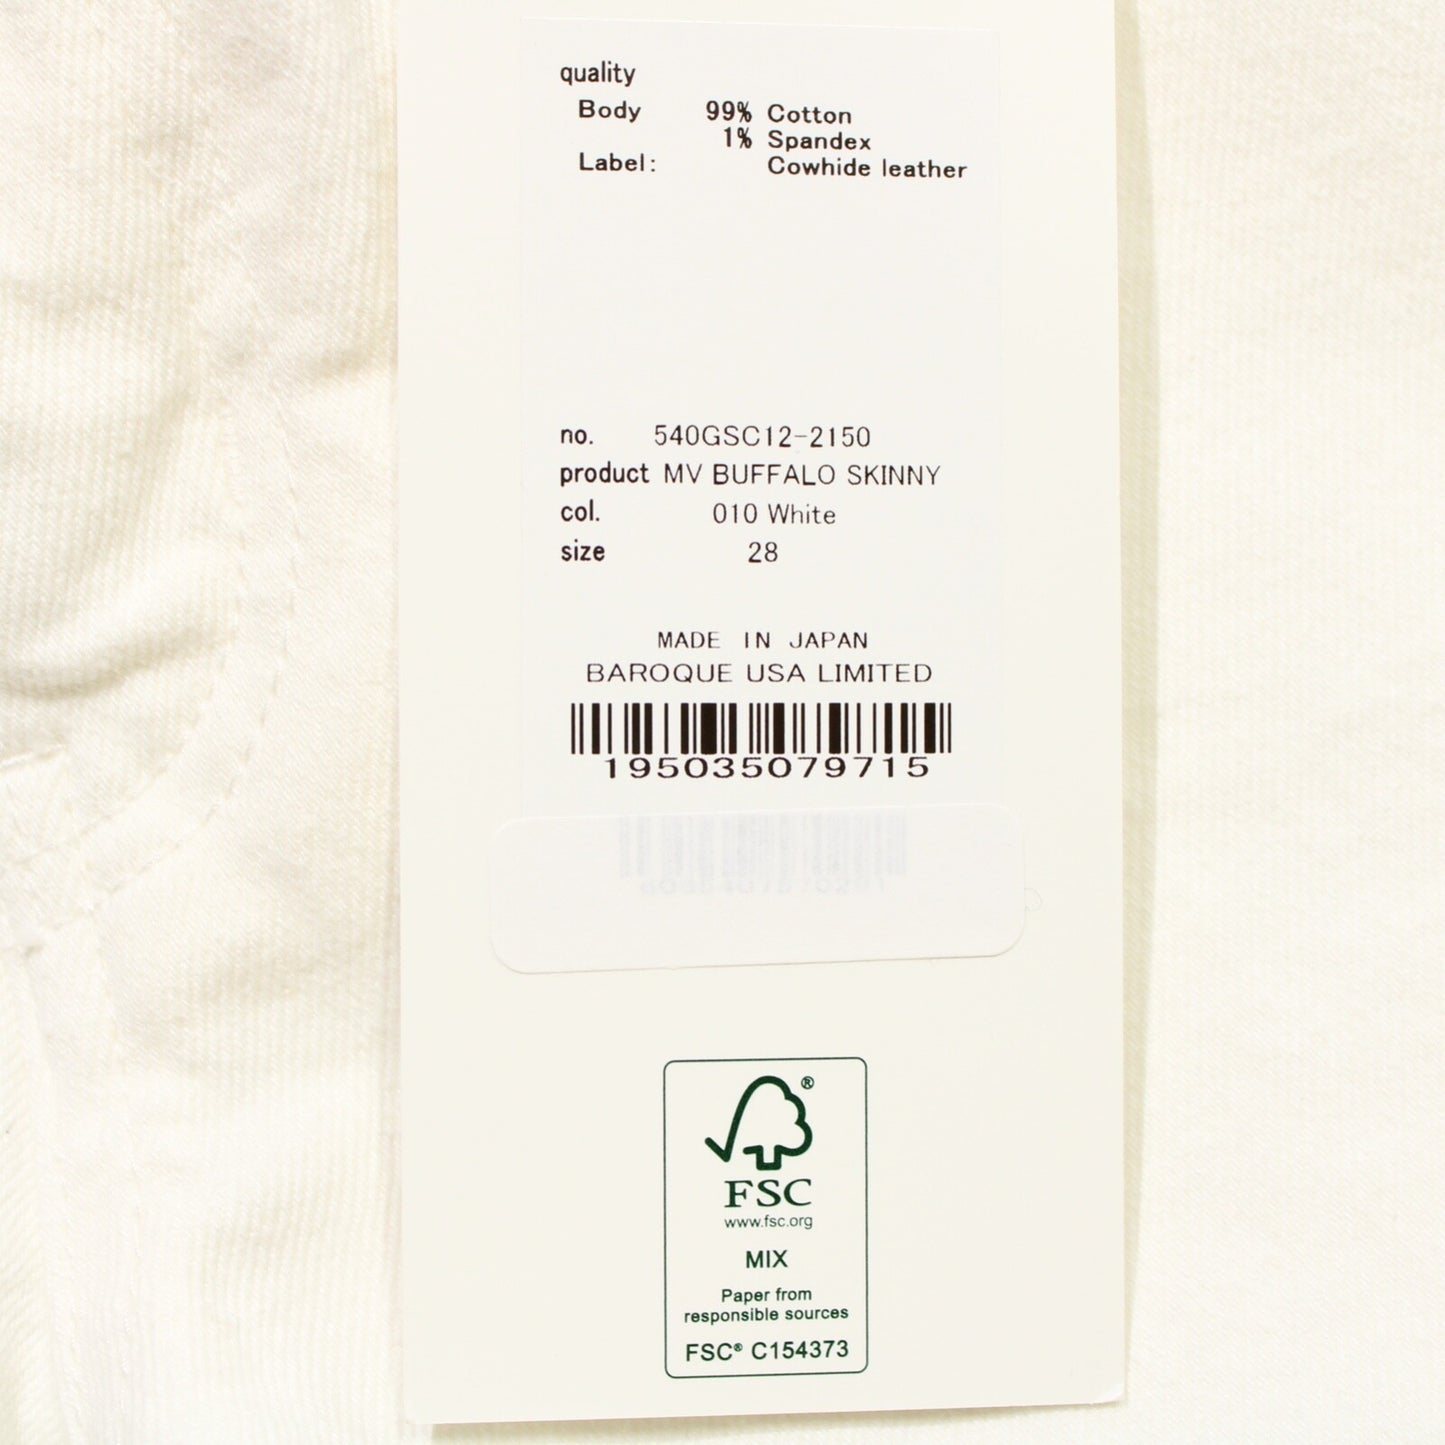 quality
Body 99% Cotton
1% Spandex
Label: Cowhide leather
no. 540GSC12-2150
product MV BUFFALO SKINNY
col. 010 White
size 28
MADE IN JAPAN
BAROQUE USA LIMITED
195035079715
®
FSC
www.fsc.org
MIX
Paper from
responsible sources
FSC® C154373